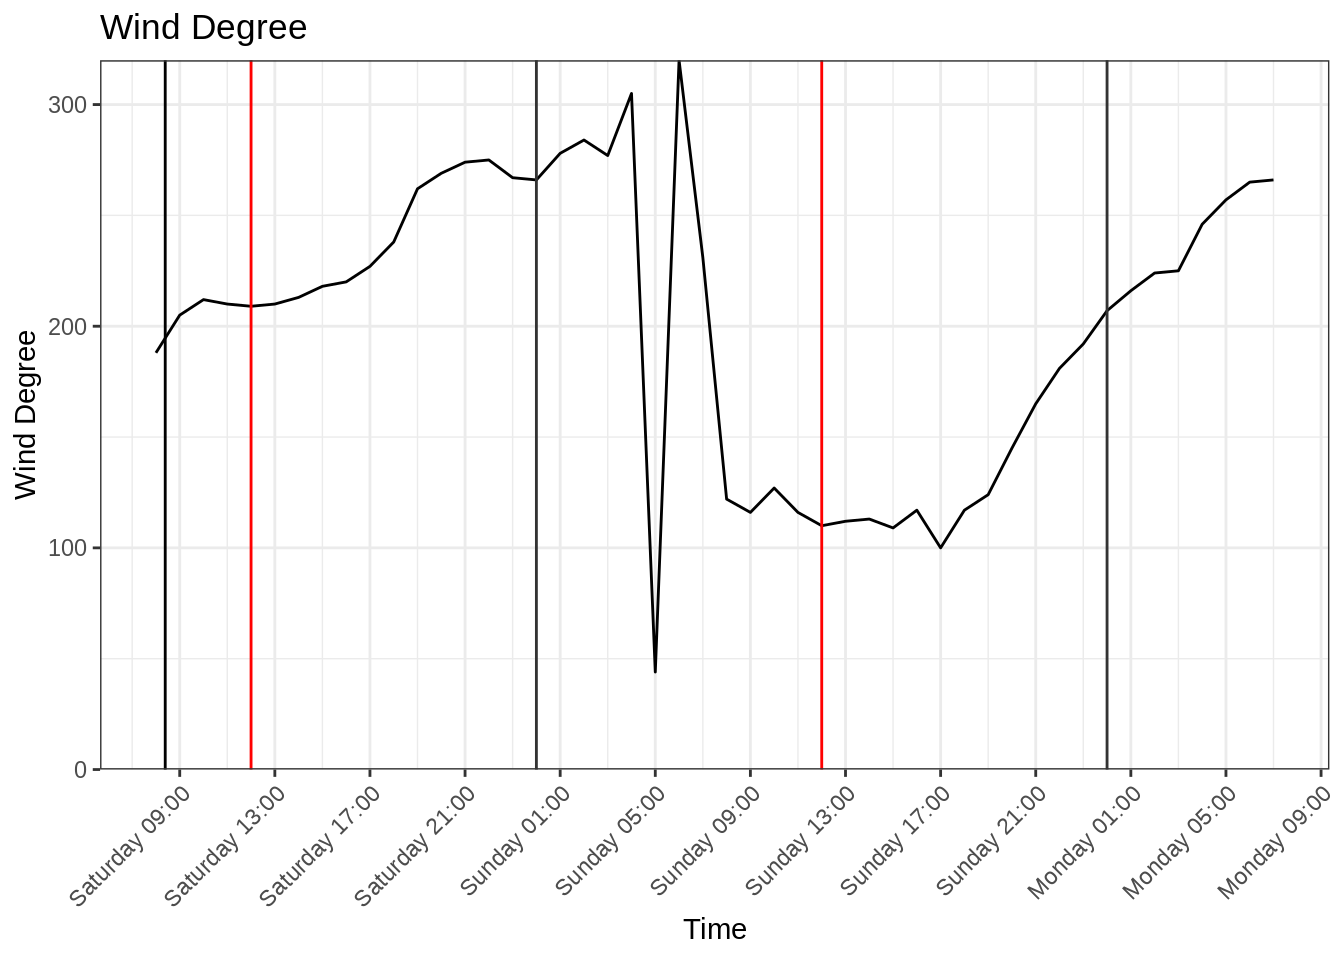 Wind Degree
Wind Degree
300
200
100
0
Saturday 09:00
Saturday 13:00
Saturday 17:00
Saturday 21:00
Sunday 01:00
Sunday 05:00
Sunday 09:00
Sunday 13:00
Sunday 17:00
Sunday 21:00
Monday 01:00
Monday 05:00
Monday 09:00
Time